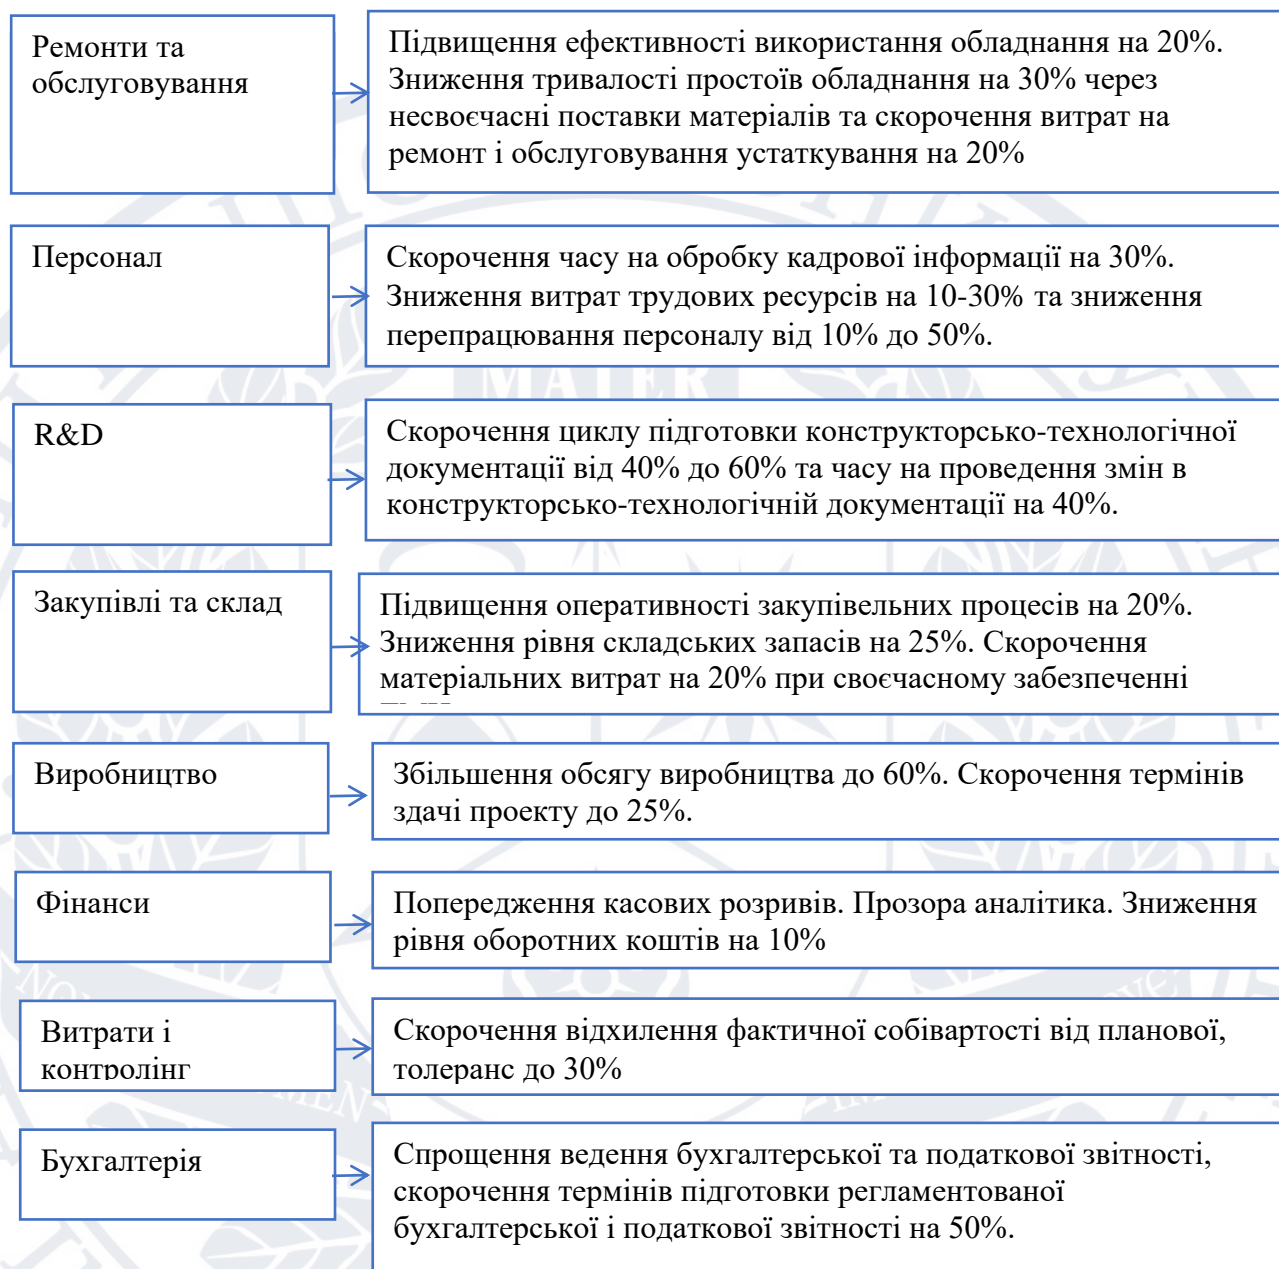 Ремонти та
обслуговування
Підвищення ефективності використання обладнання на 20%.
Зниження тривалості простоїв обладнання на 30% через
несвоєчасні поставки матеріалів та скорочення витрат на
ремонт і обслуговування устаткування на 20%
Персонал
Скорочення часу на обробку кадрової інформації на 30%.
Зниження витрат трудових ресурсів на 10-30% та зниження
перепрацювання персоналу від 10% до 50%.
R&D
Скорочення циклу підготовки конструкторсько-технологічної
документації від 40% до 60% та часу на проведення змін в
конструкторсько-технологічній документації на 40%.
Закупівлі та склад
Підвищення оперативності закупівельних процесів на 20%.
Зниження рівня складських запасів на 25%. Скорочення
матеріальних витрат на 20% при своєчасному забезпеченні
Виробництво
Збільшення обсягу виробництва до 60%. Скорочення термінів
здачі проекту до 25%.
Фінанси
Попередження касових розривів. Прозора аналітика. Зниження
рівня оборотних коштів на 10%
Витрати і
контролінг
Скорочення відхилення фактичної собівартості від планової,
толеранс до 30%
Бухгалтерія
Спрощення ведення бухгалтерської та податкової звітності,
скорочення термінів підготовки регламентованої
бухгалтерської і податкової звітності на 50%.
MATER